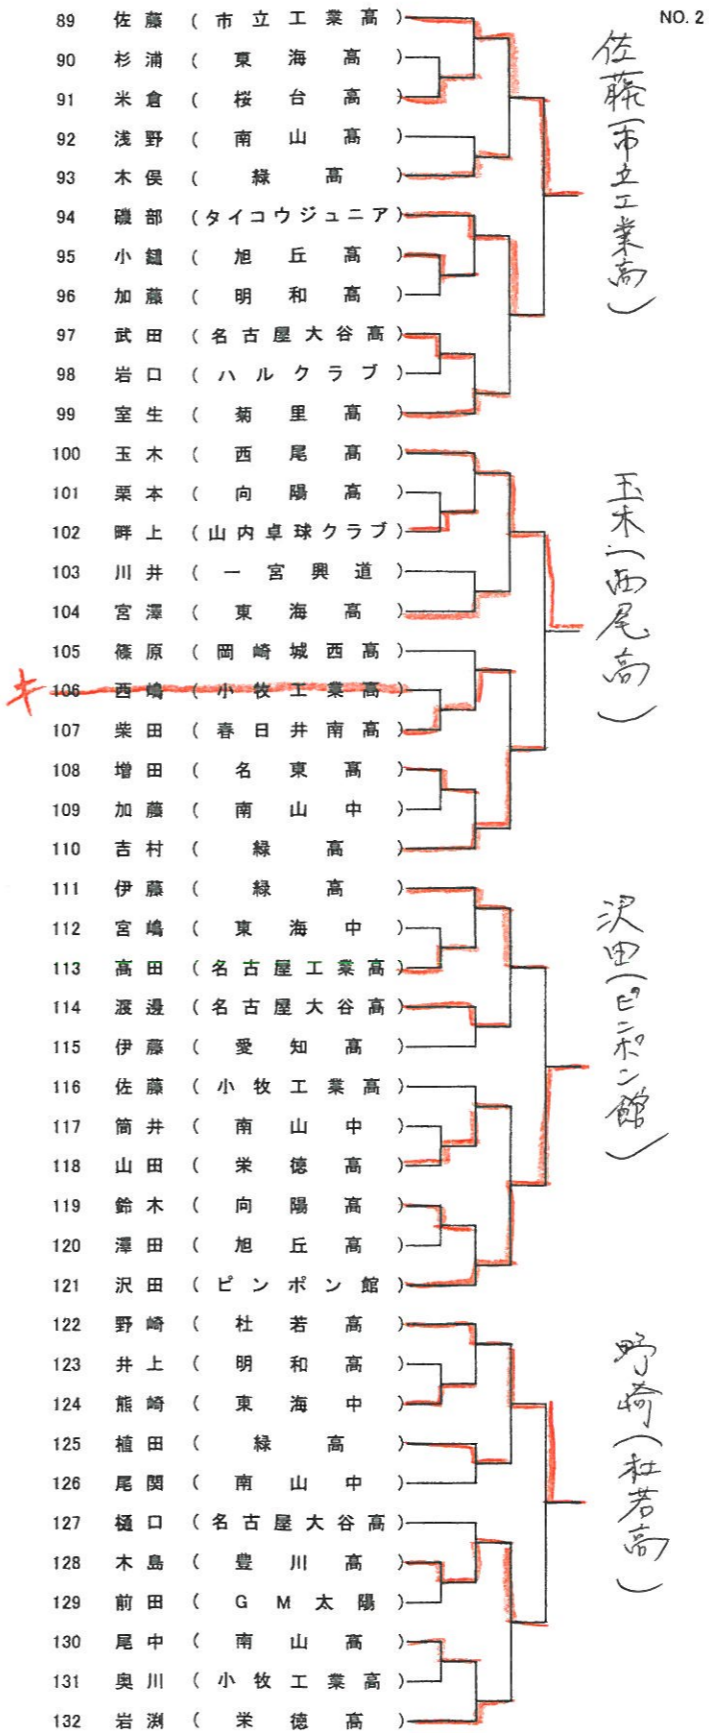 NO. 2
89 佐藤 (市立工業高)
90 杉浦 (東海高)
91 米倉 (桜台高)
92 浅野 (南山高)
93 木俣 (緑高)
94 磯部 (タイコウジュニア)
95 小鑓 (旭丘高)
96 加藤 (明和高)
97 武田 (名古屋大谷高)
98 岩口 (ハルクラブ)
99 室生 (菊里高)
佐藤(市立工業高)
100 玉木 (西尾高)
101 栗本 (向陽高)
102 畔上 (山内卓球クラブ)
103 川井 (一宮興道)
104 宮澤 (東海高)
105 篠原 (岡崎城西高)
キ 106 西嶋 (小牧工業高)
107 柴田 (春日井南高)
108 増田 (名東高)
109 加藤 (南山中)
110 吉村 (緑高)
玉木(西尾高)
111 伊藤 (緑高)
112 宮嶋 (東海中)
113 高田 (名古屋工業高)
114 渡邊 (名古屋大谷高)
115 伊藤 (愛知高)
116 佐藤 (小牧工業高)
117 筒井 (南山中)
118 山田 (栄徳高)
119 鈴木 (向陽高)
120 澤田 (旭丘高)
121 沢田 (ピンポン館)
沢田(ピンポン館)
122 野崎 (杜若高)
123 井上 (明和高)
124 熊崎 (東海中)
125 植田 (緑高)
126 尾関 (南山中)
127 樋口 (名古屋大谷高)
128 木島 (豊川高)
129 前田 (GM太陽)
130 尾中 (南山高)
131 奥川 (小牧工業高)
132 岩渕 (栄徳高)
野崎(杜若高)